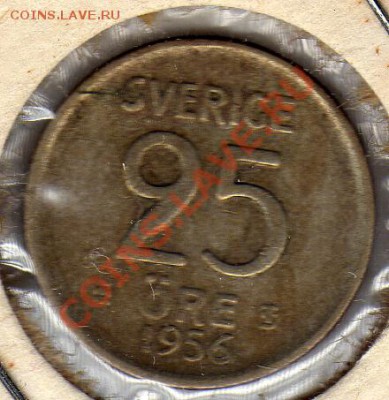 COINS.LAVE.RU
SVERIGE
25
ÖRE
1956
COINS.LAVE.RU